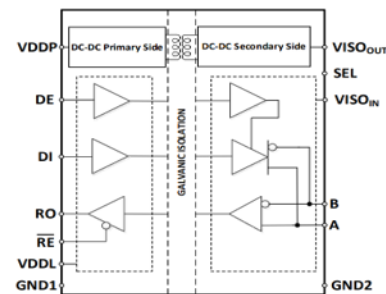 VDDP
DC-DC Primary Side
DC-DC Secondary Side
VISOOUT
SEL
DE
VISOIN
DI
GALVANIC ISOLATION
RO
B
A
RE
VDDL
GND1
GND2